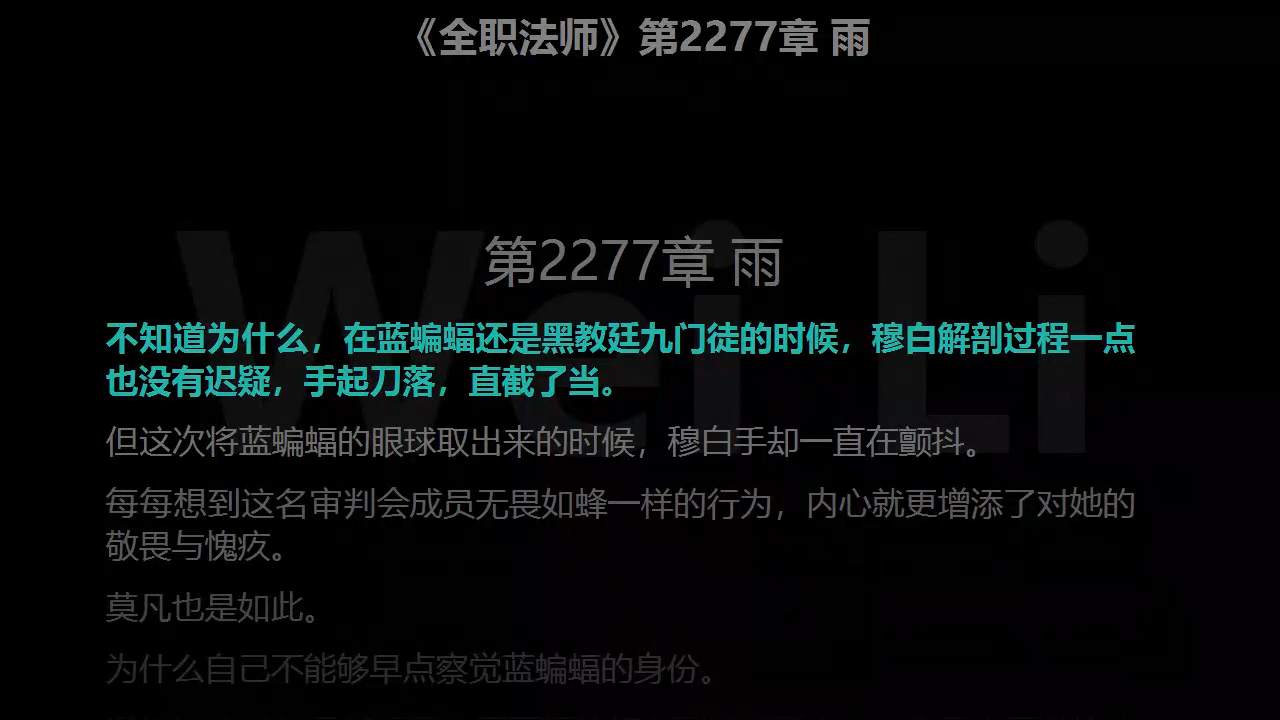 《全职法师》第2277章 雨
Wei Li
第2277章 雨
不知道为什么，在蓝蝙蝠还是黑教廷九门徒的时候，穆白解剖过程一点
也没有迟疑，手起刀落，直截了当。
但这次将蓝蝙蝠的眼球取出来的时候，穆白手却一直在颤抖。
每每想到这名审判会成员无畏如蜂一样的行为，内心就更增添了对她的
敬畏与愧疚。
莫凡也是如此。
为什么自己不能够早点察觉蓝蝙蝠的身份。